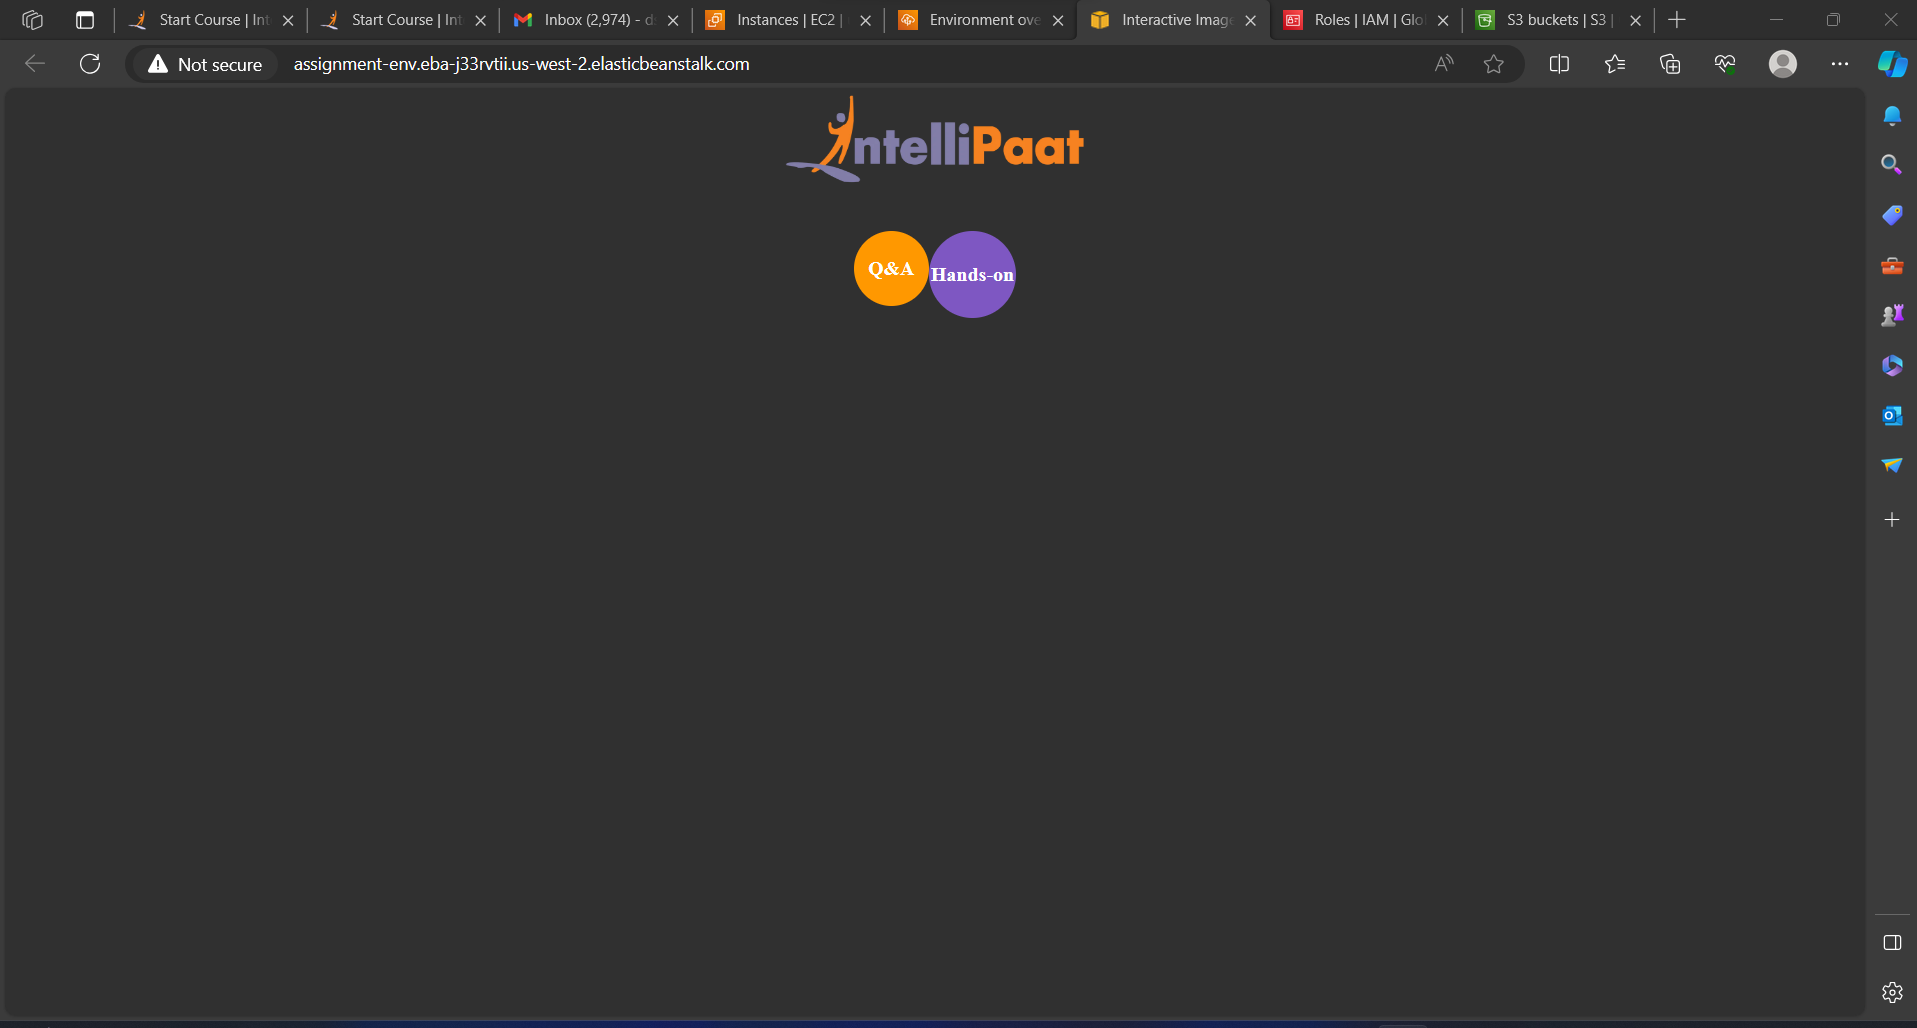 Start Course | Int
Start Course | Int
Inbox (2,974) - d
Instances | EC2 |
Environment ove
Interactive Image
Roles | IAM | Glo
S3 buckets | S3 |
Not secure
assignment-env.eba-j33rvtii.us-west-2.elasticbeanstalk.com
IntelliPaat
Q&A
Hands-on